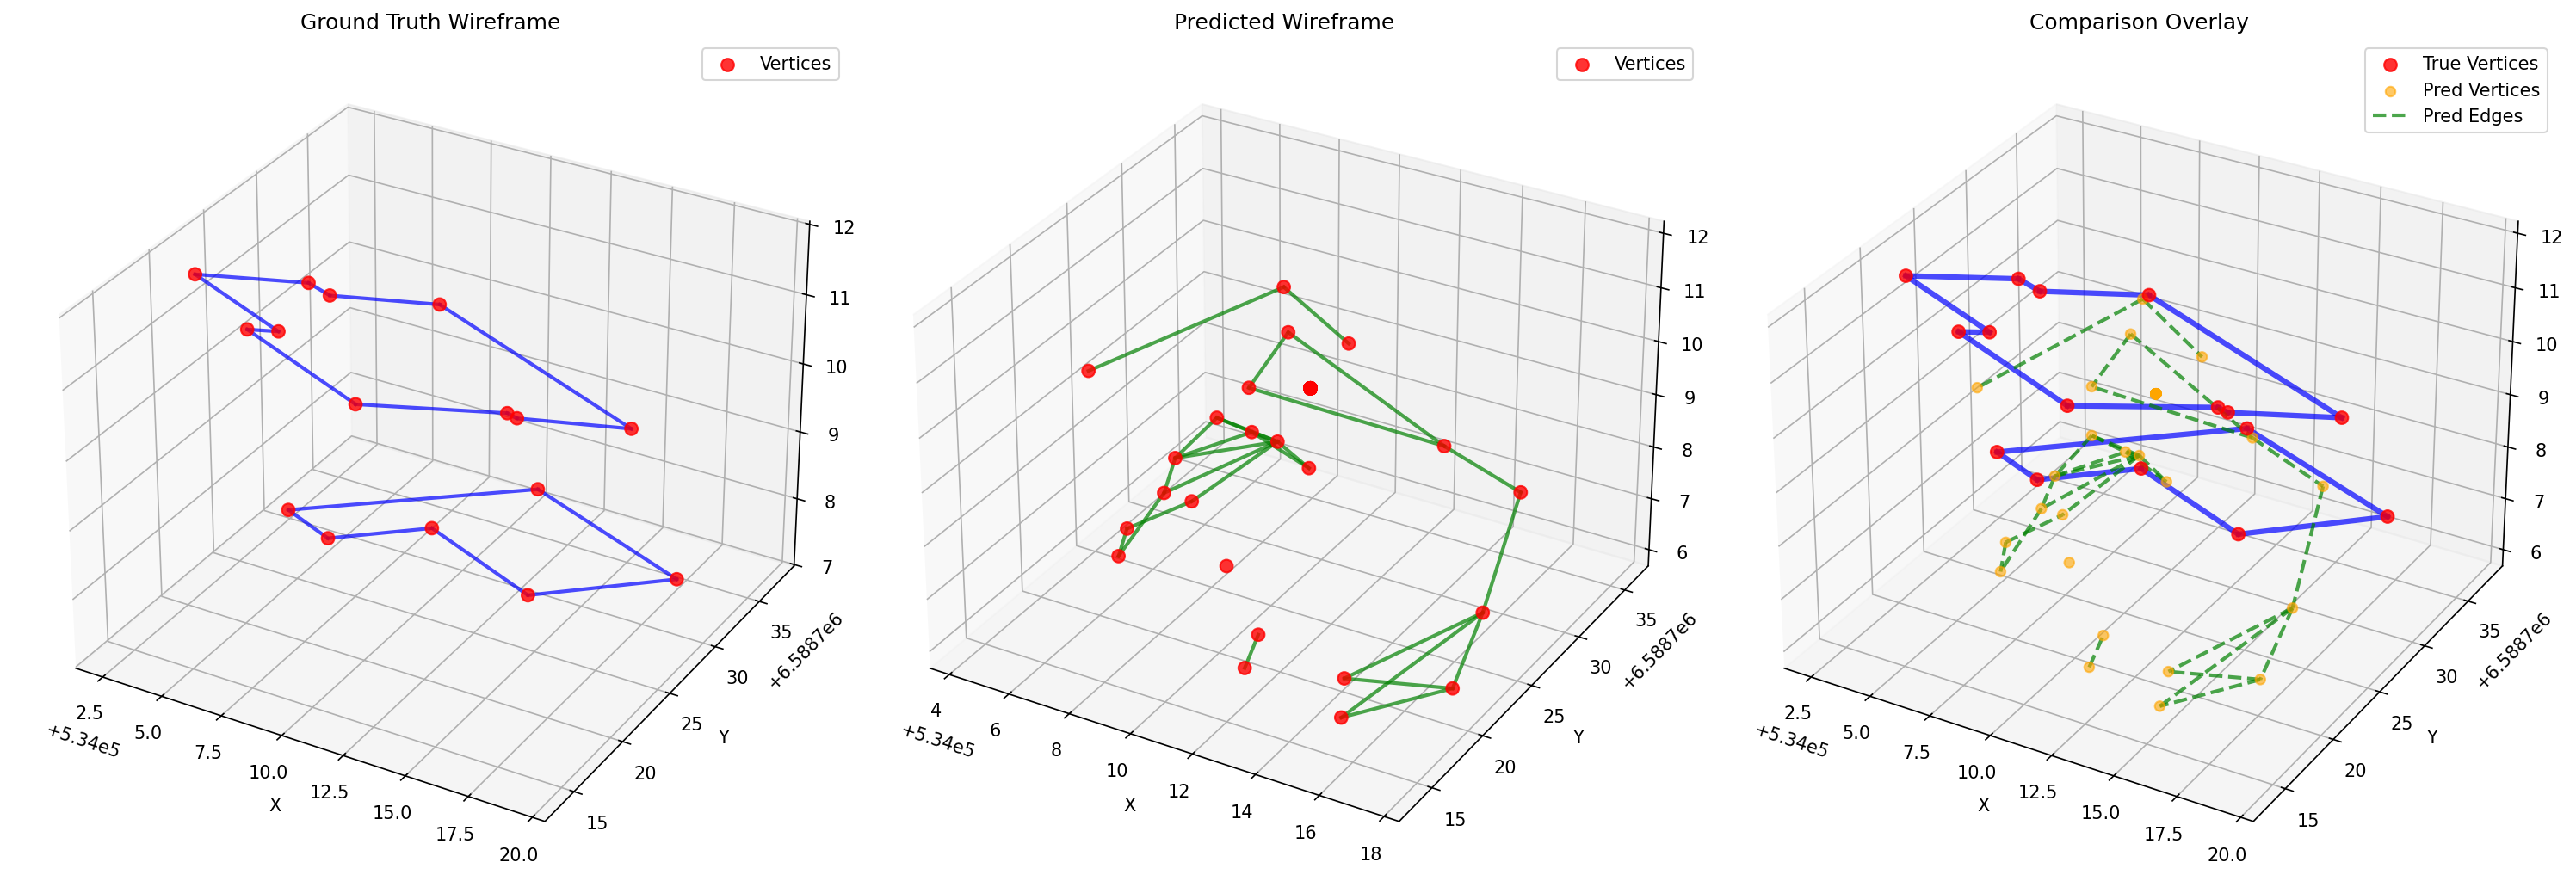 Ground Truth Wireframe
Vertices
12
11
10
9
8
7
35
30
25
20
15
+6.5887e6
Y
2.5
5.0
7.5
10.0
12.5
15.0
17.5
20.0
+5.34e5
X
Predicted Wireframe
Vertices
12
11
10
9
8
7
6
35
30
25
20
15
+6.5887e6
Y
4
6
8
10
12
14
16
18
+5.34e5
X
Comparison Overlay
True Vertices
Pred Vertices
Pred Edges
12
11
10
9
8
7
6
35
30
25
20
15
+6.5887e6
Y
2.5
5.0
7.5
10.0
12.5
15.0
17.5
20.0
+5.34e5
X